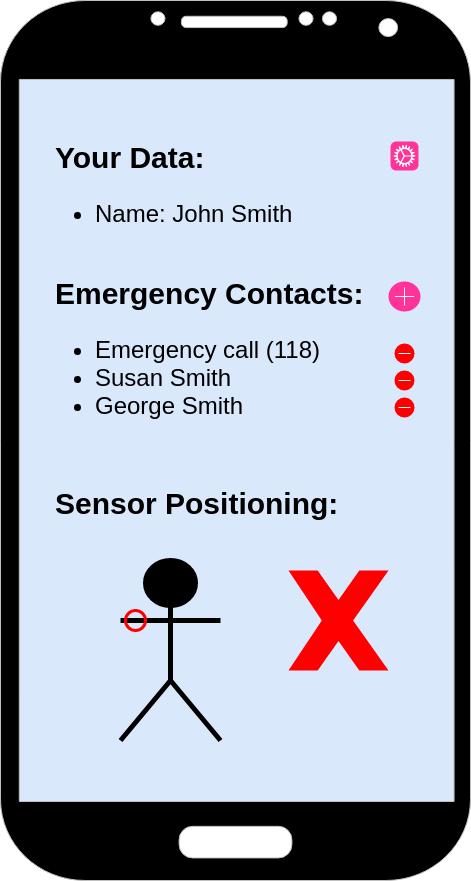 Your Data:
Name: John Smith
Emergency Contacts:
Emergency call (118)
Susan Smith
George Smith
Sensor Positioning: